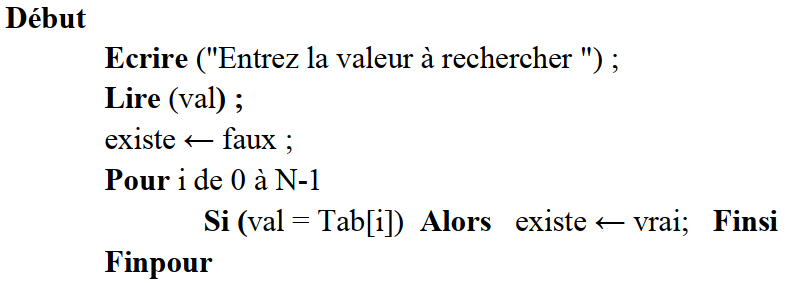 Début
Ecrire ("Entrez la valeur à rechercher ") ;
Lire (val) ;
existe ← faux ;
Pour i de 0 à N-1
Si (val = Tab[i]) Alors existe ← vrai; Finsi
Finpour